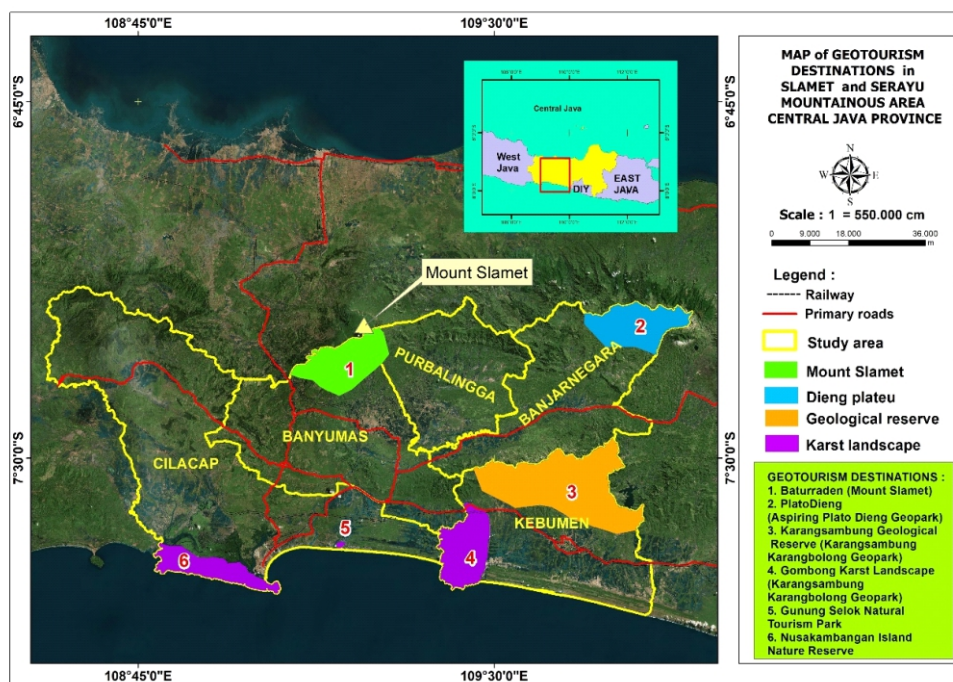 108°45'0"E
109°30'0"E
6°45'0"S
6°45'0"S
7°30'0"S
7°30'0"S
108°45'0"E
109°30'0"E
Central Java
West
Java
DIY
EAST
JAVA
Mount Slamet
1
2
3
4
5
6
PURBALINGGA
BANJARNEGARA
BANYUMAS
CILACAP
KEBUMEN
MAP of GEOTOURISM
DESTINATIONS in
SLAMET and SERAYU
MOUNTAINOUS AREA
CENTRAL JAVA PROVINCE
N
W
E
S
Scale : 1 = 550.000 cm
0 9.000 18.000 36.000
m
Legend :
Railway
Primary roads
Study area
Mount Slamet
Dieng plateu
Geological reserve
Karst landscape
GEOTOURISM DESTINATIONS :
1. Baturraden (Mount Slamet)
2. PlatoDieng
(Aspiring Plato Dieng Geopark)
3. Karangsambung Geological
Reserve (Karangsambung
Karangbolong Geopark)
4. Gombong Karst Landscape
(Karangsambung
Karangbolong Geopark)
5. Gunung Selok Natural
Tourism Park
6. Nusakambangan Island
Nature Reserve